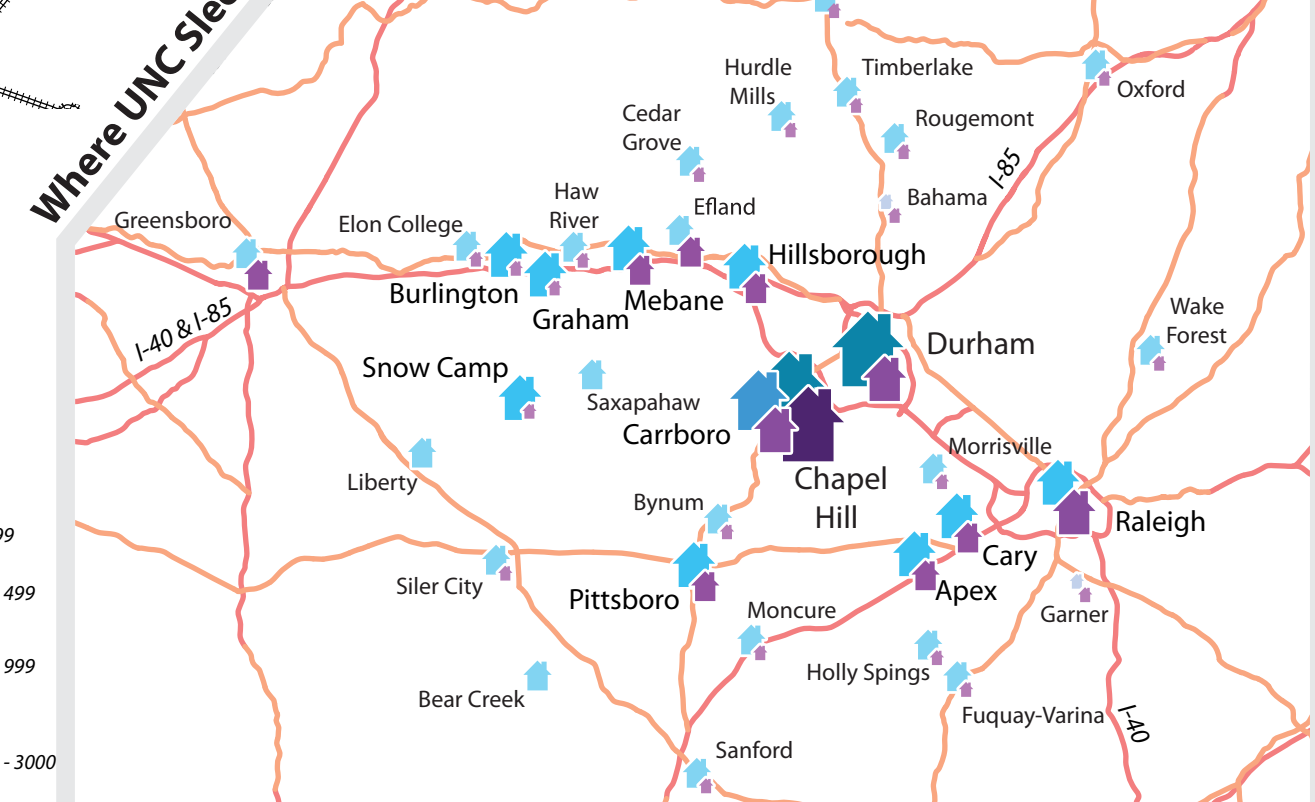 Where UNC Slee
Hurdle
Mills
Timberlake
Oxford
Cedar
Grove
Rougemont
I-85
Haw
River
Bahama
Greensboro
Elon College
Efland
Hillsborough
Burlington
Mebane
Graham
I-40 & I-85
Wake
Forest
Durham
Snow Camp
Saxapahaw
Carrboro
Morrisville
Chapel
Hill
Liberty
Bynum
Raleigh
99
Cary
Siler City
499
Pittsboro
Apex
Moncure
Garner
999
Holly Spings
Bear Creek
Fuquay-Varina
I-40
Sanford
- 3000